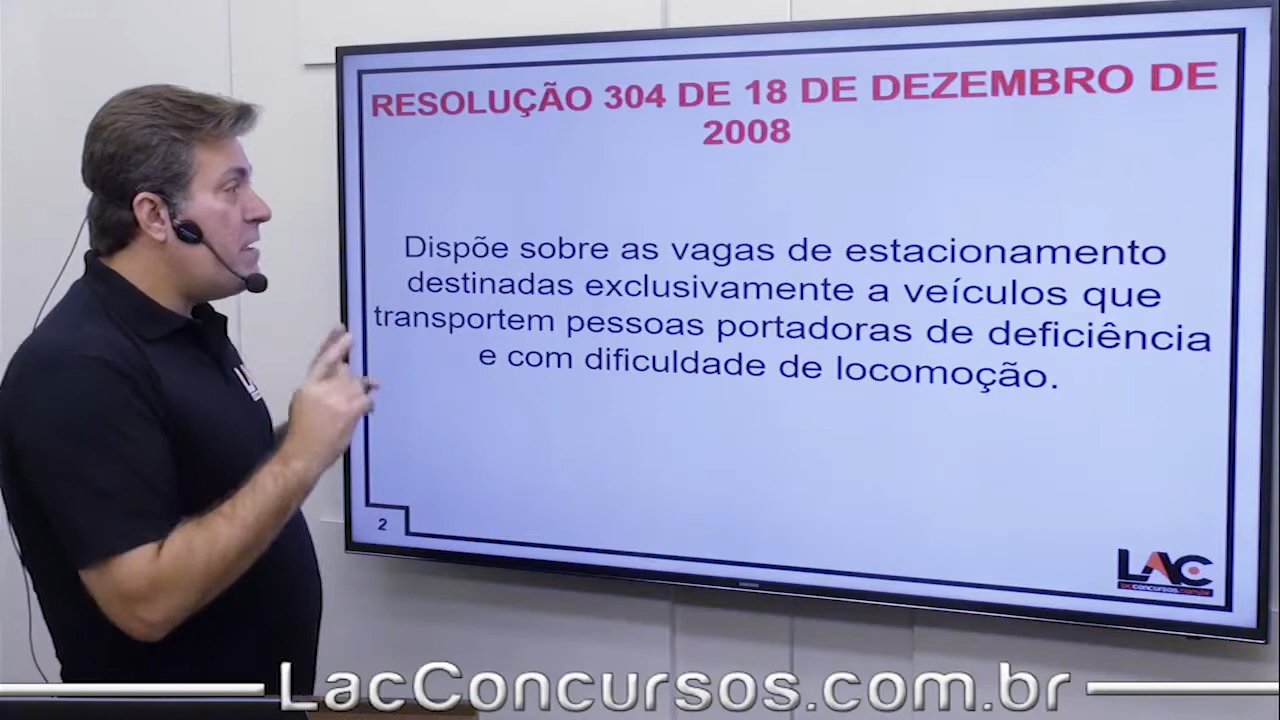 RESOLUÇÃO 304 DE 18 DE DEZEMBRO DE
2008
Dispõe sobre as vagas de estacionamento
destinadas exclusivamente a veículos que
transportem pessoas portadoras de deficiência
e com dificuldade de locomoção.
2
LAC
LacConcursos.com.br